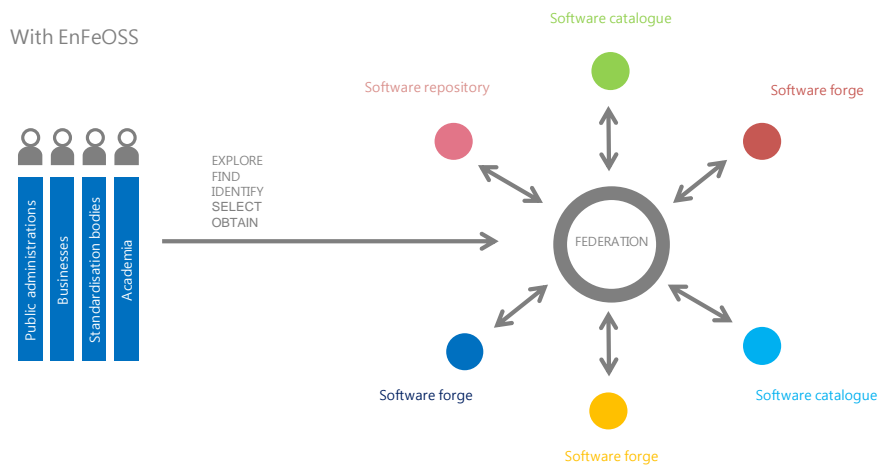 With EnFeOSS
Software catalogue
Software repository
Software forge
EXPLORE
FIND
IDENTIFY
SELECT
OBTAIN
FEDERATION
Public administrations
Businesses
Standardisation bodies
Academia
Software forge
Software catalogue
Software forge